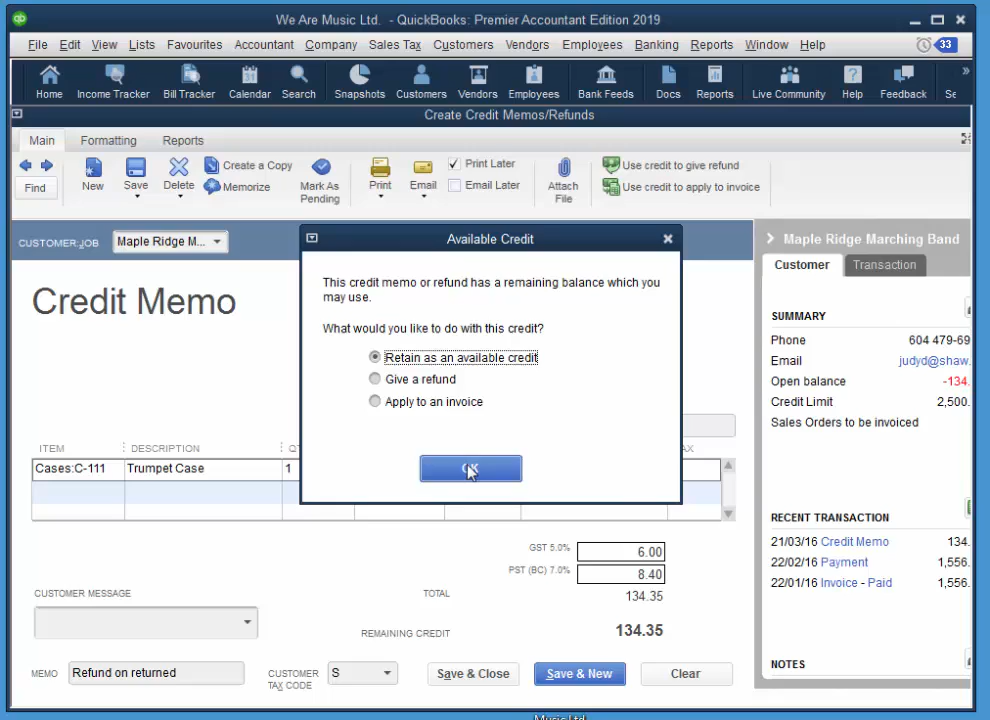 We Are Music Ltd. - QuickBooks: Premier Accountant Edition 2019
File Edit View Lists Favourites Accountant Company Sales Tax Customers Vendors Employees Banking Reports Window Help 33
Home Income Tracker Bill Tracker Calendar Search Snapshots Customers Vendors Employees Bank Feeds Docs Reports Live Community Help Feedback Se
Create Credit Memos/Refunds
Main Formatting Reports
Find New Save Delete Create a Copy Memorize Mark As Pending Print Email Print Later Email Later Attach File Use credit to give refund Use credit to apply to invoice
CUSTOMER:JOB Maple Ridge M...
Credit Memo
Available Credit
This credit memo or refund has a remaining balance which you
may use.
What would you like to do with this credit?
Retain as an available credit
Give a refund
Apply to an invoice
ITEM DESCRIPTION
Cases:C-111 Trumpet Case 1
GST 5.0% 6.00
PST (BC) 7.0% 8.40
CUSTOMER MESSAGE
TOTAL 134.35
REMAINING CREDIT 134.35
MEMO Refund on returned
CUSTOMER
TAX CODE
S
Save & Close Save & New Clear
Maple Ridge Marching Band
Customer Transaction
SUMMARY
Phone 604 479-69
Email judyd@shaw.
Open balance -134.
Credit Limit 2,500.
Sales Orders to be invoiced
RECENT TRANSACTION
21/03/16 Credit Memo 134.
22/02/16 Payment 1,556.
22/01/16 Invoice - Paid 1,556.
NOTES